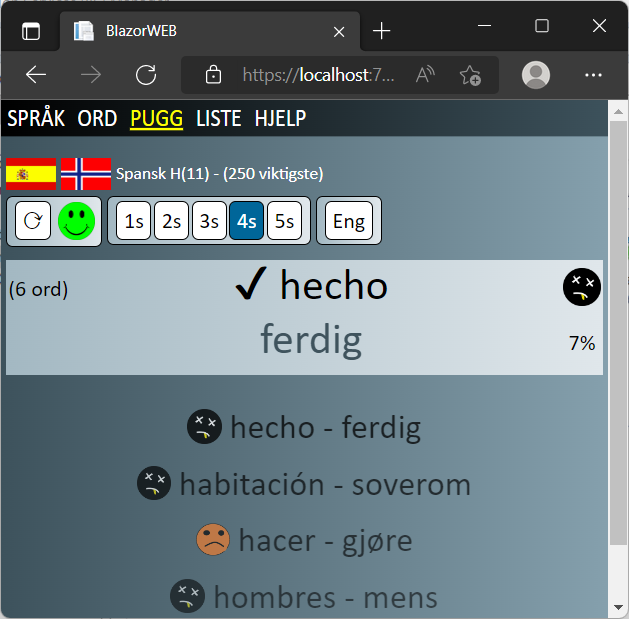 BlazorWEB
https://localhost:7...
SPRÅK ORD PUGG LISTE HJELP
Spansk H(11) - (250 viktigste)
1s 2s 3s 4s 5s Eng
(6 ord) ✓ hecho
ferdig 7%
hecho - ferdig
habitación - soverom
hacer - gjøre
hombres - mens